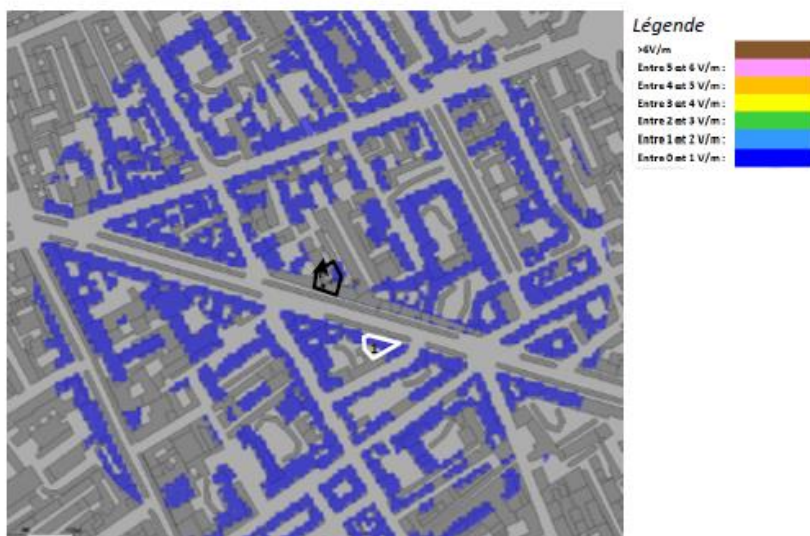 Légende
>6V/m
Entre 5 et 6 V/m :
Entre 4 et 5 V/m :
Entre 3 et 4 V/m :
Entre 2 et 3 V/m :
Entre 1 et 2 V/m :
Entre 0 et 1 V/m :